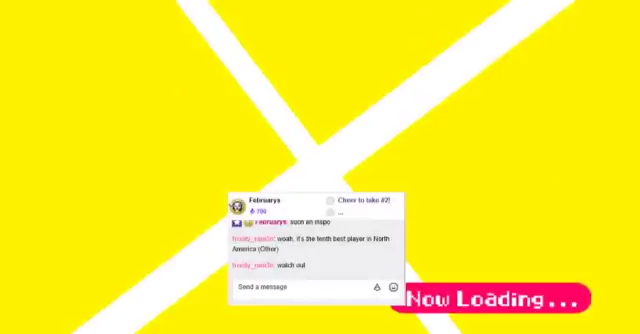 Februarys
Cheer to take #2!
700
...
Februarys: such an inspo
woah, it's the tenth best player in North
America (Other)
watch out
Send a message
Now Loading...